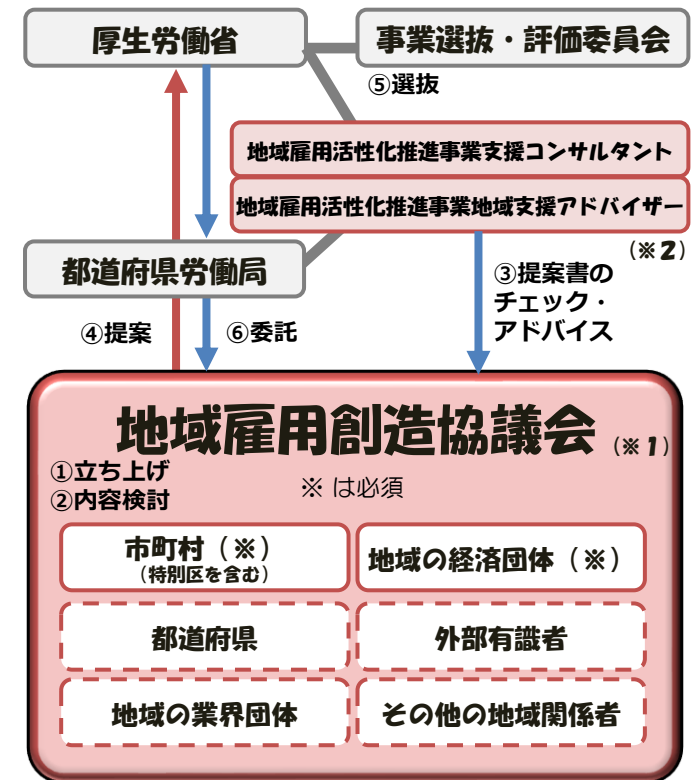 厚生労働省
事業選抜・評価委員会
⑤選抜
地域雇用活性化推進事業支援コンサルタント
地域雇用活性化推進事業地域支援アドバイザー
(※2)
都道府県労働局
③提案書の
チェック・
アドバイス
④提案
⑥委託
地域雇用創造協議会 (※1)
①立ち上げ
②内容検討
※ は必須
市町村（※）
（特別区を含む）
地域の経済団体（※）
都道府県
外部有識者
地域の業界団体
その他の地域関係者